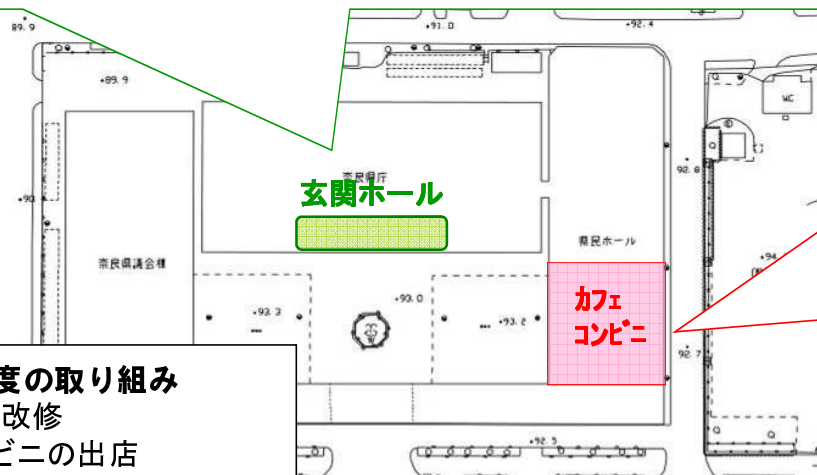 89.9
+91.0
+92.4
+89.9
WC
奈良県庁
92.8
+90.
玄関ホール
県民ホール
奈良県議会棟
+94.
カフェ
コンビニ
+93.3
+93.0
+93.2
92.7
度の取り組み
改修
ビニの出店
+92.5